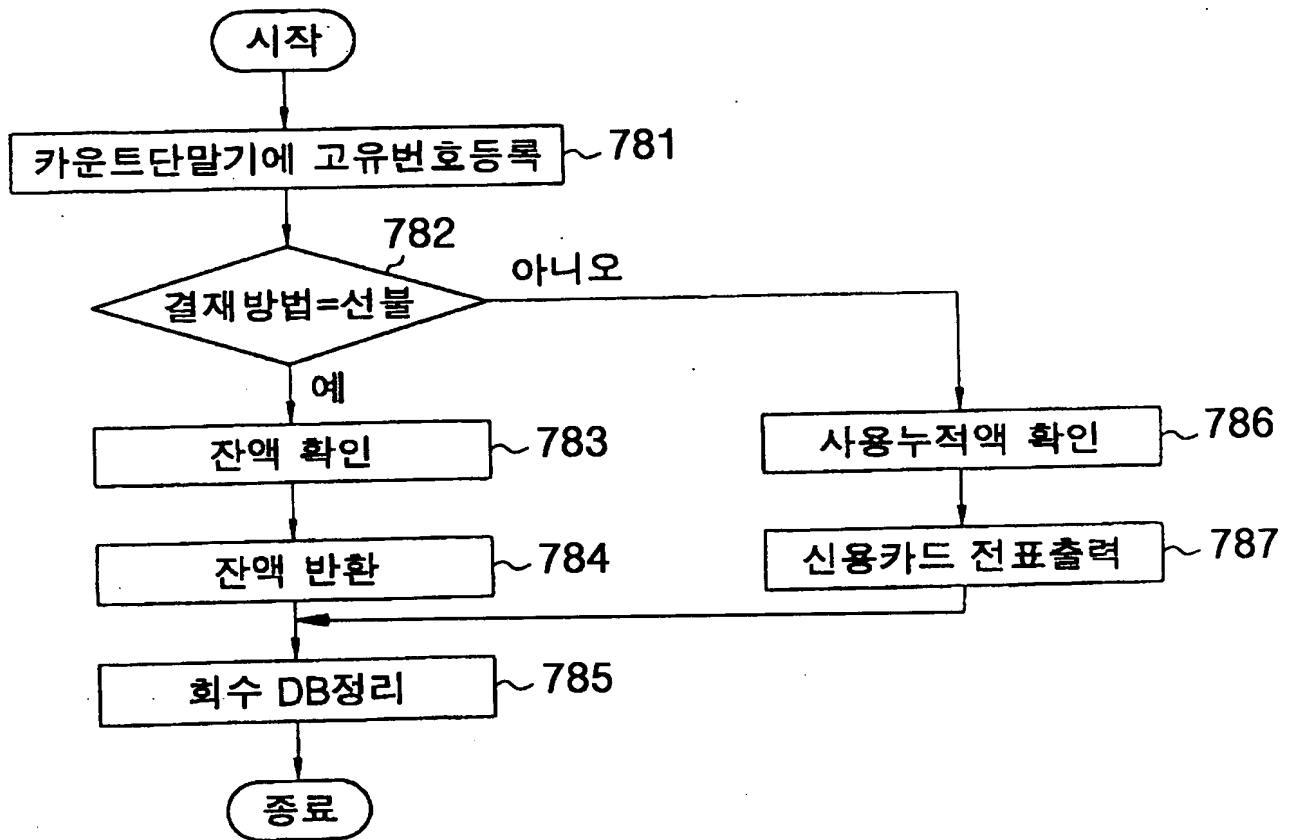 시작
카운트단말기에 고유번호등록
781
782
결재방법=선불
아니오
예
잔액 확인
783
사용누적액 확인
786
잔액 반환
784
신용카드 전표출력
787
회수 DB정리
785
종료